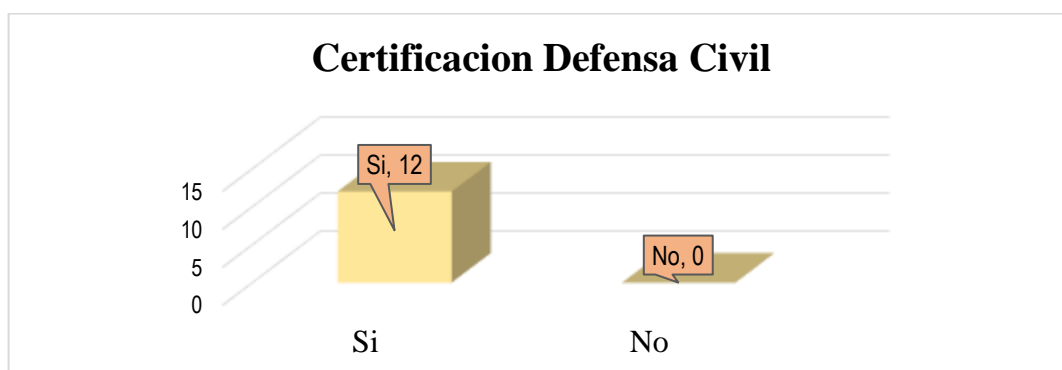 Certificacion Defensa Civil
Si, 12
No, 0
15
10
5
0
Si No